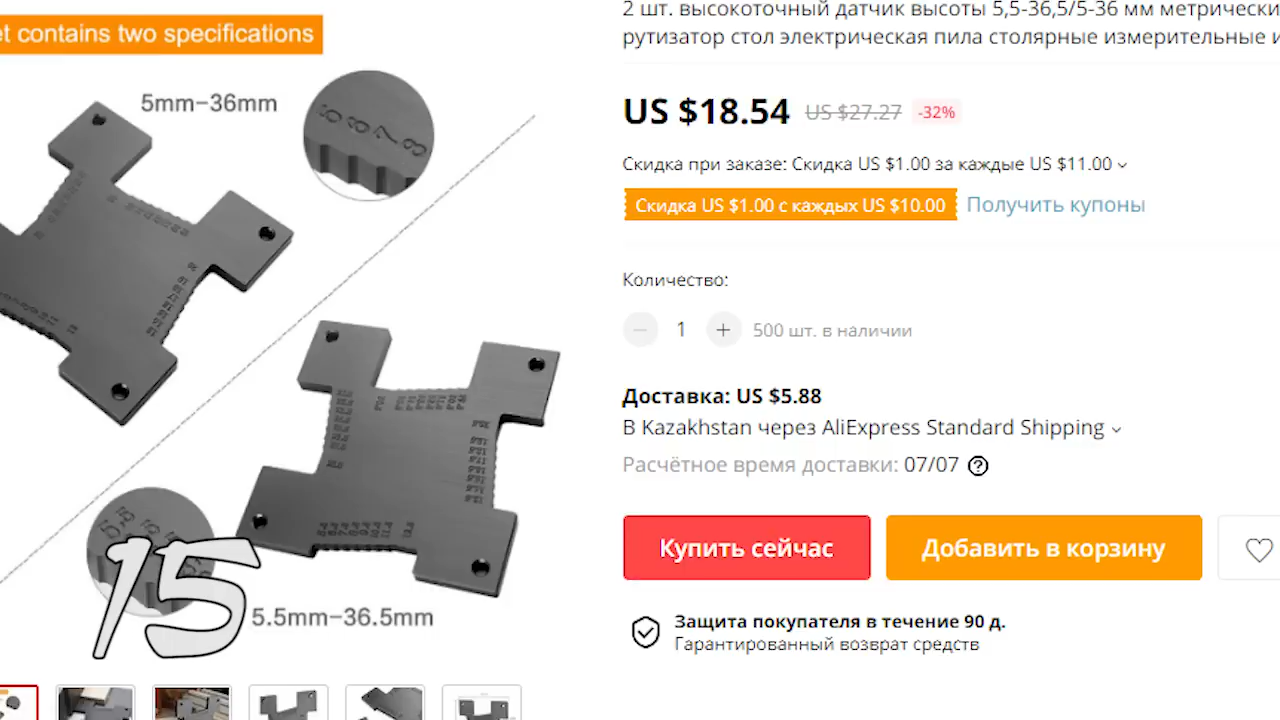 et contains two specifications
5mm-36mm
5.5mm-36.5mm
15
2 шт. высокоточный датчик высоты 5,5-36,5/5-36 мм метрически
рутизатор стол электрическая пила столярные измерительные и
US $18.54 US $27.27 -32%
Скидка при заказе: Скидка US $1.00 за каждые US $11.00
Скидка US $1.00 с каждых US $10.00 Получить купоны
Количество:
1 500 шт. в наличии
Доставка: US $5.88
В Kazakhstan через AliExpress Standard Shipping
Расчётное время доставки: 07/07
Купить сейчас Добавить в корзину
Защита покупателя в течение 90 д.
Гарантированный возврат средств